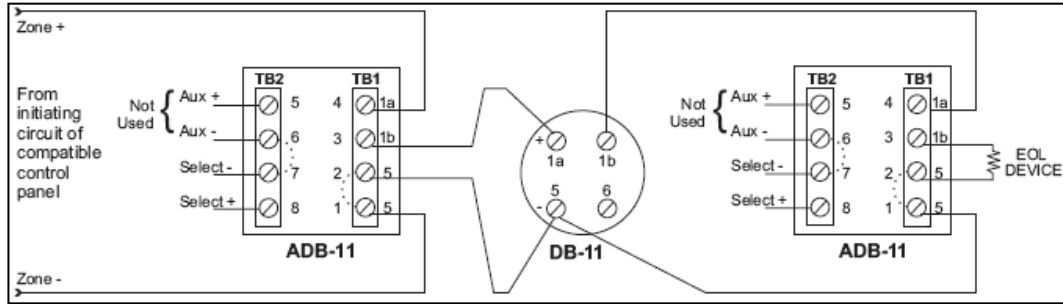 Zone +
From
initiating
circuit of
compatible
control
panel
Zone -
Not
Used
{
Aux +
Aux -
Select -
Select +
TB2
TB1
5
6
7
8
4
3
2
1
1a
1b
5
5
ADB-11
+
1a
1b
5
-
6
DB-11
Not
Used
{
Aux +
Aux -
Select -
Select +
TB2
TB1
5
6
7
8
4
3
2
1
1a
1b
5
5
ADB-11
EOL
DEVICE